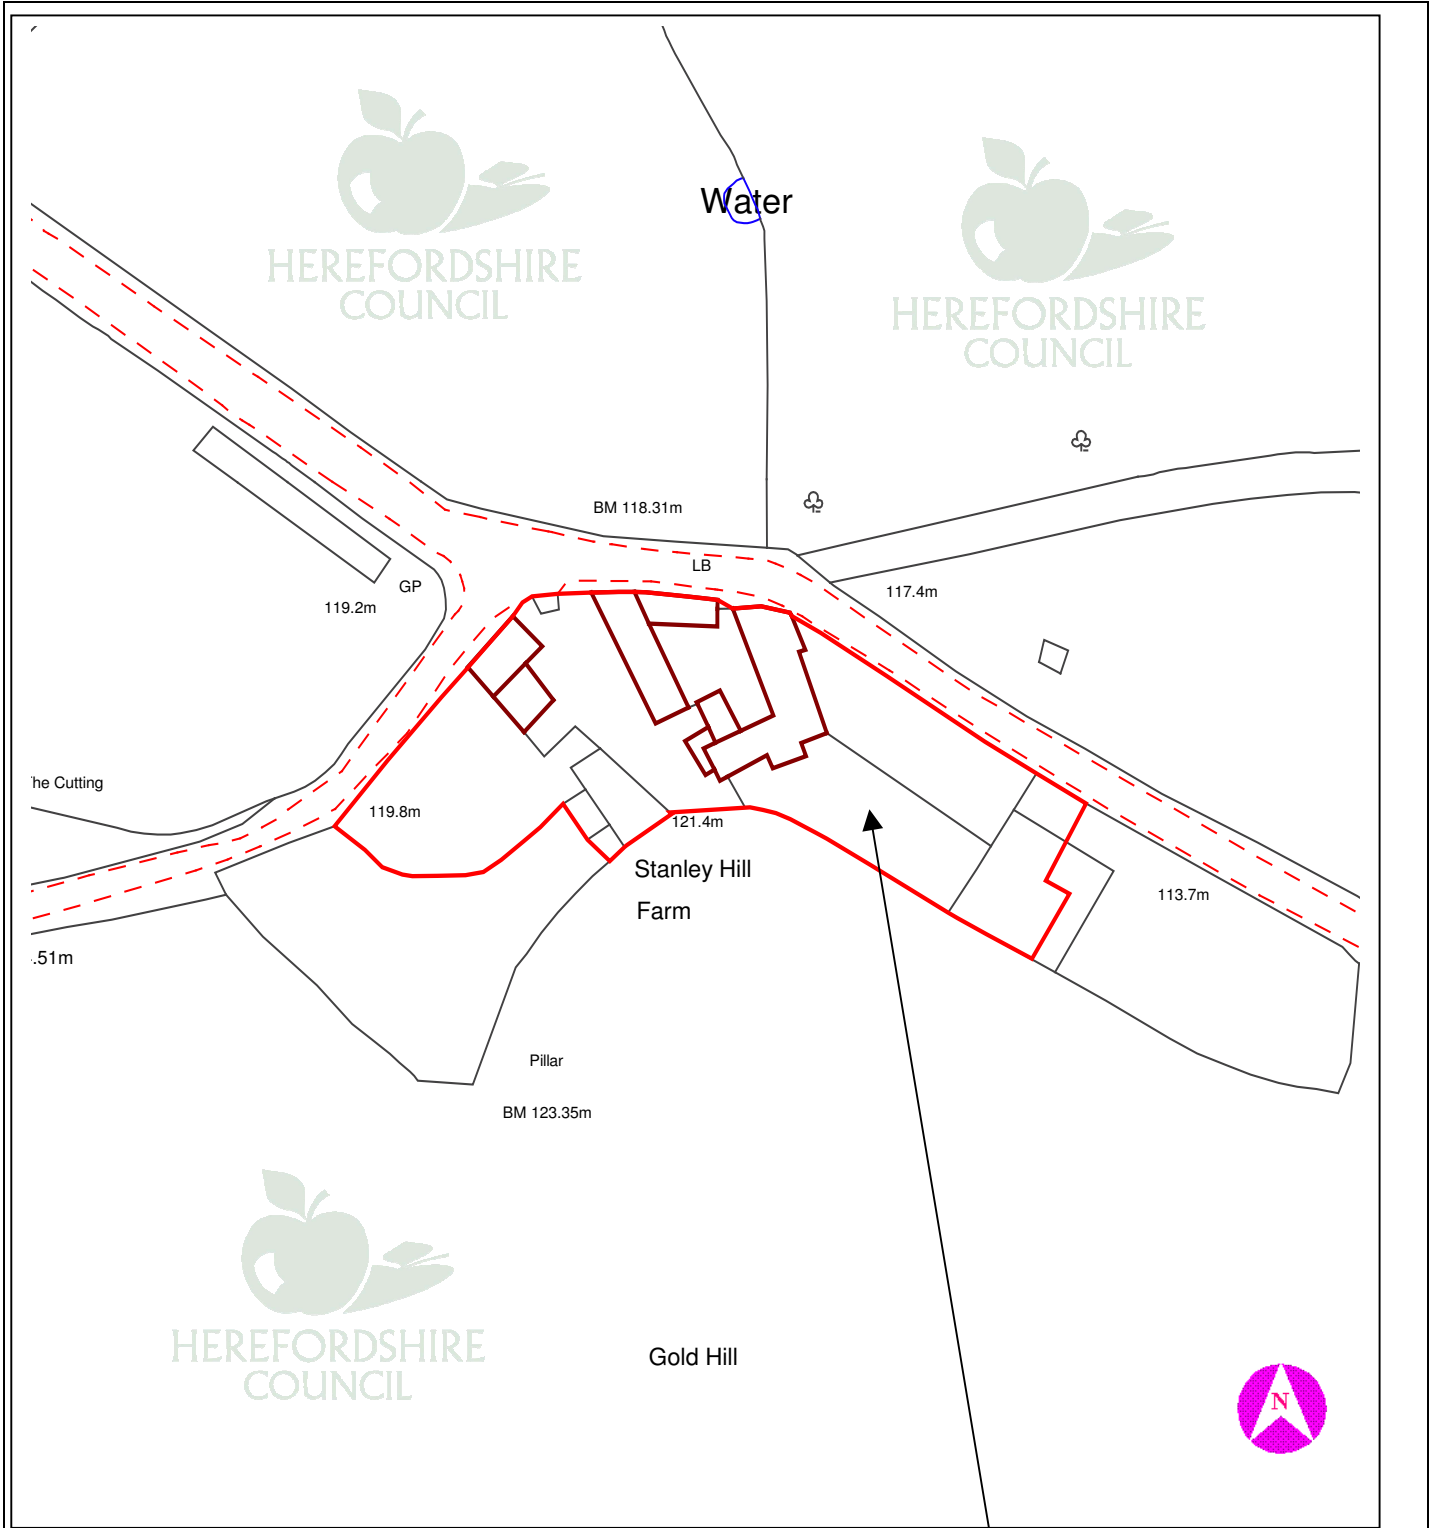 Water
HEREFORDSHIRE
COUNCIL
HEREFORDSHIRE
COUNCIL
BM 118.31m
LB
GP
119.2m
117.4m
he Cutting
119.8m
121.4m
Stanley Hill
Farm
113.7m
.51m
Pillar
BM 123.35m
HEREFORDSHIRE
COUNCIL
Gold Hill
N